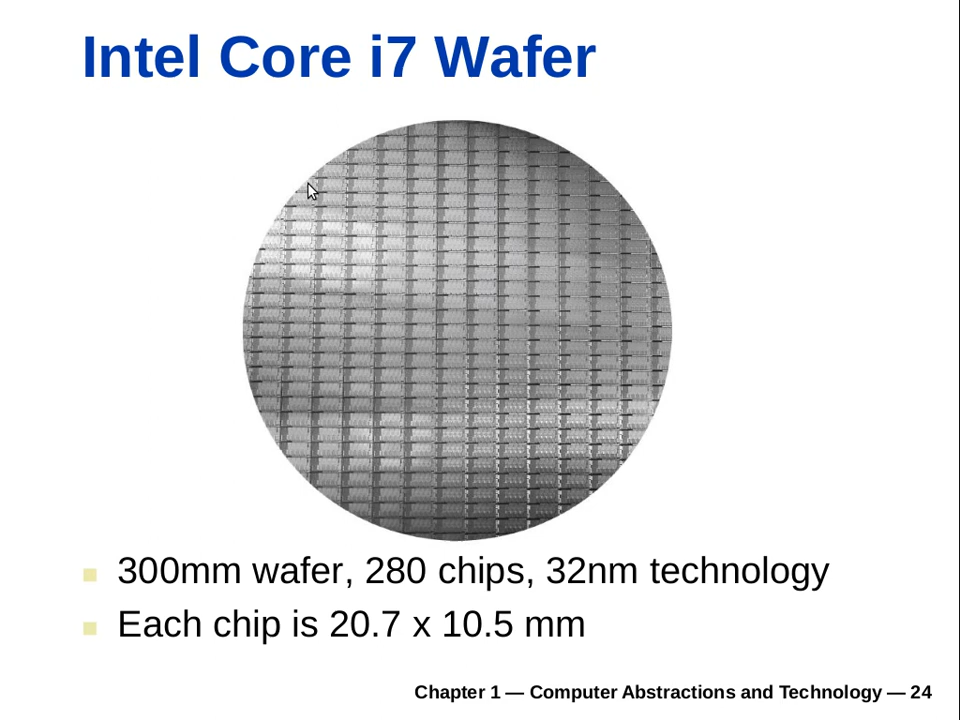 Intel Core i7 Wafer
300mm wafer, 280 chips, 32nm technology
Each chip is 20.7 x 10.5 mm
Chapter 1 — Computer Abstractions and Technology — 24